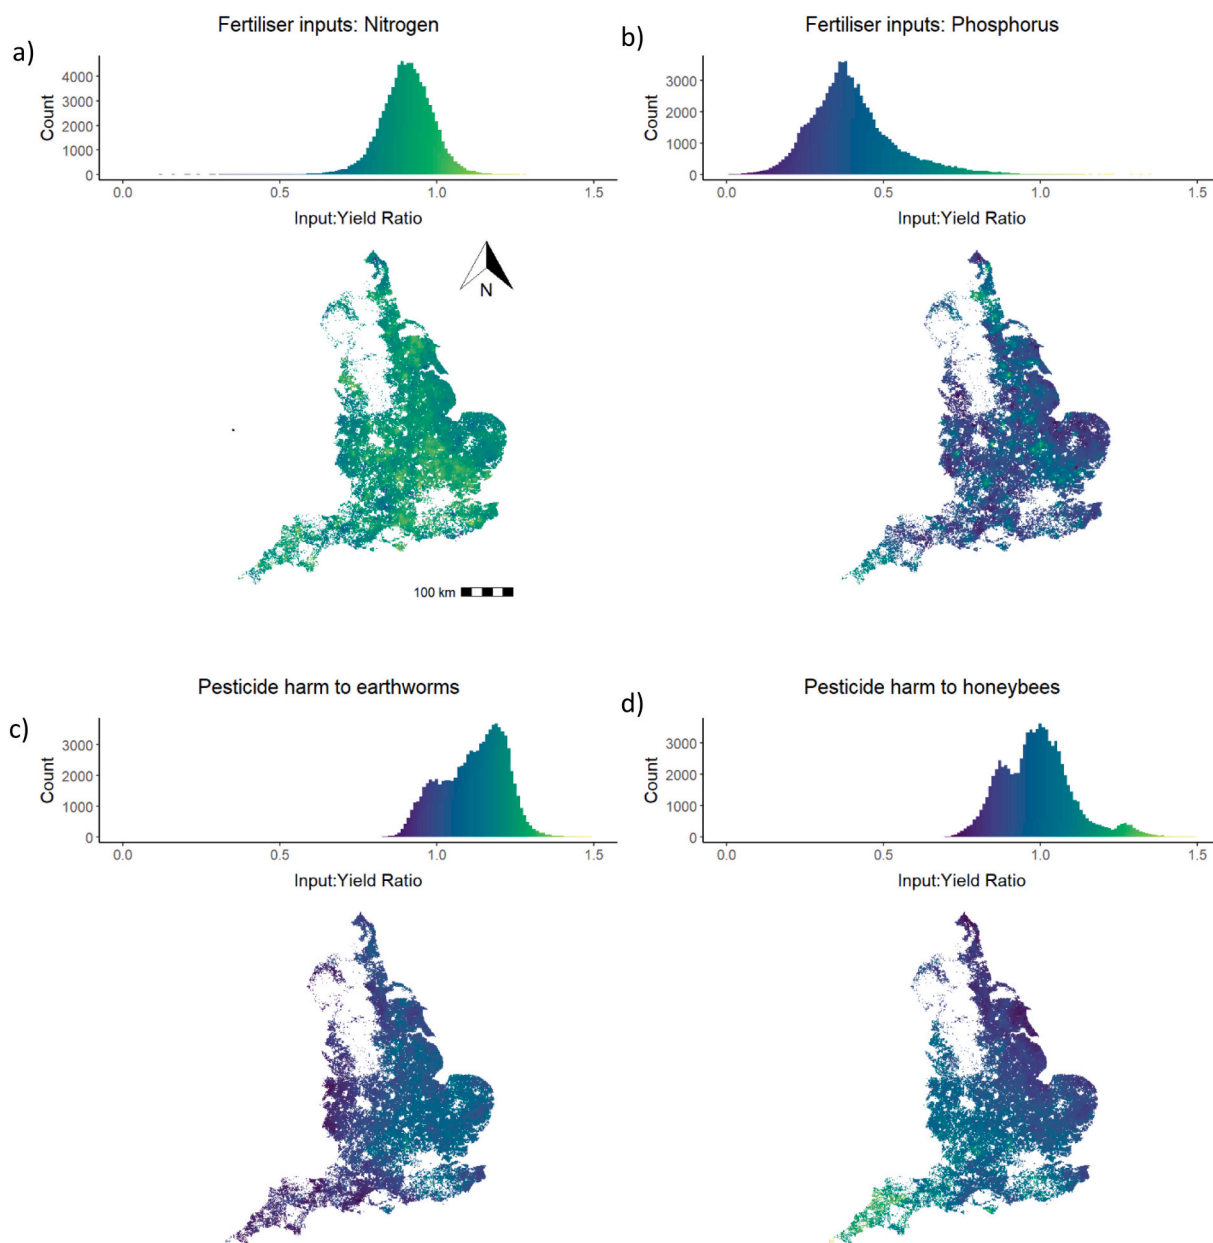 Fertiliser inputs: Nitrogen
a)
4000
3000
2000
1000
0
Count
0.0 0.5 1.0 1.5
Input:Yield Ratio
N
100 km
Fertiliser inputs: Phosphorus
b)
3000
2000
1000
0
Count
0.0 0.5 1.0 1.5
Input:Yield Ratio
Pesticide harm to earthworms
c)
3000
2000
1000
0
Count
0.0 0.5 1.0 1.5
Input:Yield Ratio
Pesticide harm to honeybees
d)
3000
2000
1000
0
Count
0.0 0.5 1.0 1.5
Input:Yield Ratio